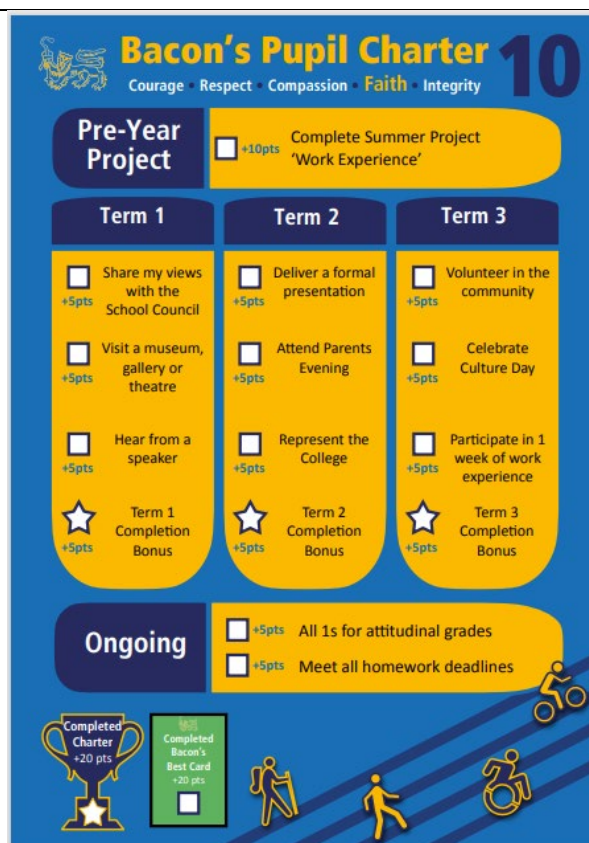 Bacon's Pupil Charter 10
Courage • Respect • Compassion • Faith • Integrity
Pre-Year
Project
+10pts
Complete Summer Project
‘Work Experience’
Term 1
+5pts
Share my views
with the
School Council
+5pts
Visit a museum,
gallery or
theatre
+5pts
Hear from a
speaker
+5pts
Term 1
Completion
Bonus
Term 2
+5pts
Deliver a formal
presentation
+5pts
Attend Parents
Evening
+5pts
Represent the
College
+5pts
Term 2
Completion
Bonus
Term 3
+5pts
Volunteer in the
community
+5pts
Celebrate
Culture Day
+5pts
Participate in 1
week of work
experience
+5pts
Term 3
Completion
Bonus
Ongoing
+5pts All 1s for attitudinal grades
+5pts Meet all homework deadlines
Completed
Charter
+20 pts
Completed
Bacon's
Best Card
+20 pts